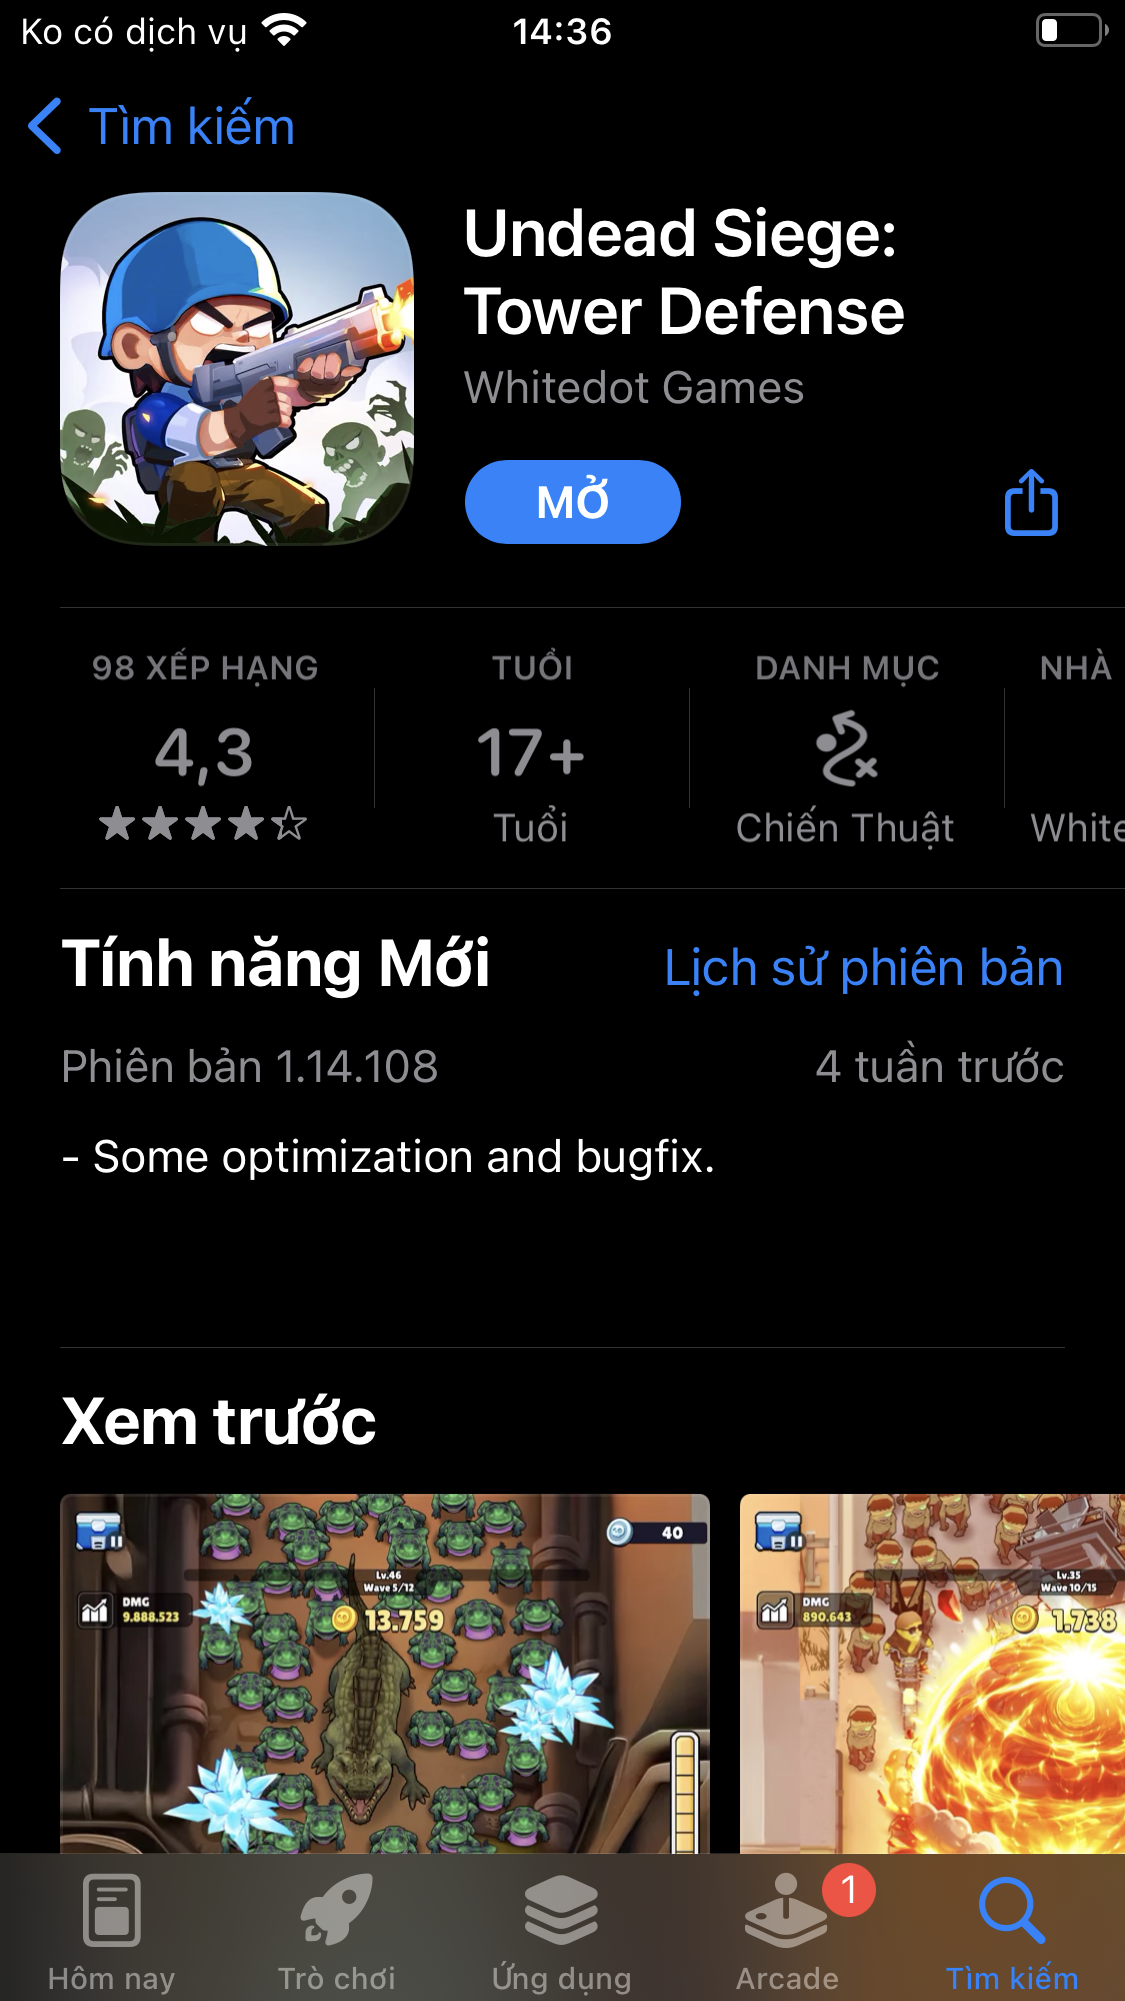 Ko có dịch vụ
14:36
Tìm kiếm
Undead Siege:
Tower Defense
Whitedot Games
MỞ
98 XẾP HẠNG
4,3
TUỔI
17+
Tuổi
DANH MỤC
Chiến Thuật
NHÀ
White
Tính năng Mới
Lịch sử phiên bản
Phiên bản 1.14.108
4 tuần trước
- Some optimization and bugfix.
Xem trước
40
Lv.46
Wave 5/12
DMG
9.888.523
13.759
Lv.35
Wave 10/15
DMG
890.643
1.738
Hôm nay
Trò chơi
Ứng dụng
1
Arcade
Tìm kiếm